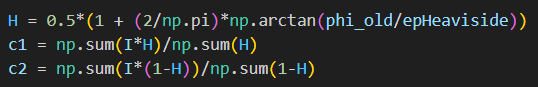 H = 0.5*(1 + (2/np.pi)*np.arctan(phi_old/epHeaviside))
c1 = np.sum(I*H)/np.sum(H)
c2 = np.sum(I*(1-H))/np.sum(1-H)